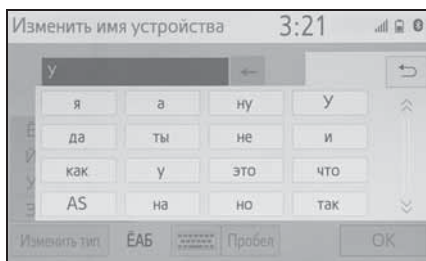 Изменить имя устройства 3:21
У
я а ну У
да ты не и
как у это что
AS на но так
Изменить тип ЁАБ Пробел ОК